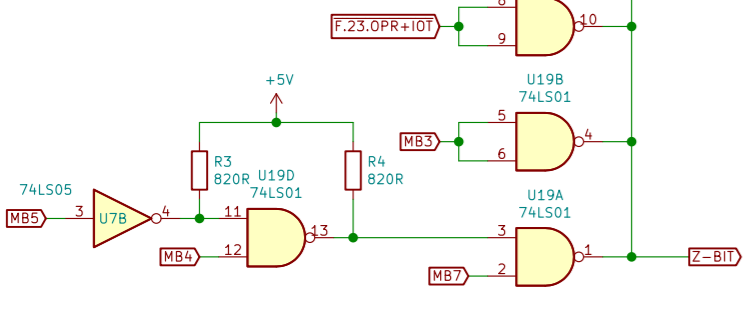 8
F.23.OPR+IOT
10
9
+5V
U19B
74LS01
5
MB3
4
6
R3
820R
U19D
74LS01
R4
820R
74LS05
U19A
74LS01
MB5
3
U7B
4
11
13
3
12
MB4
1
Z-BIT
MB7
2